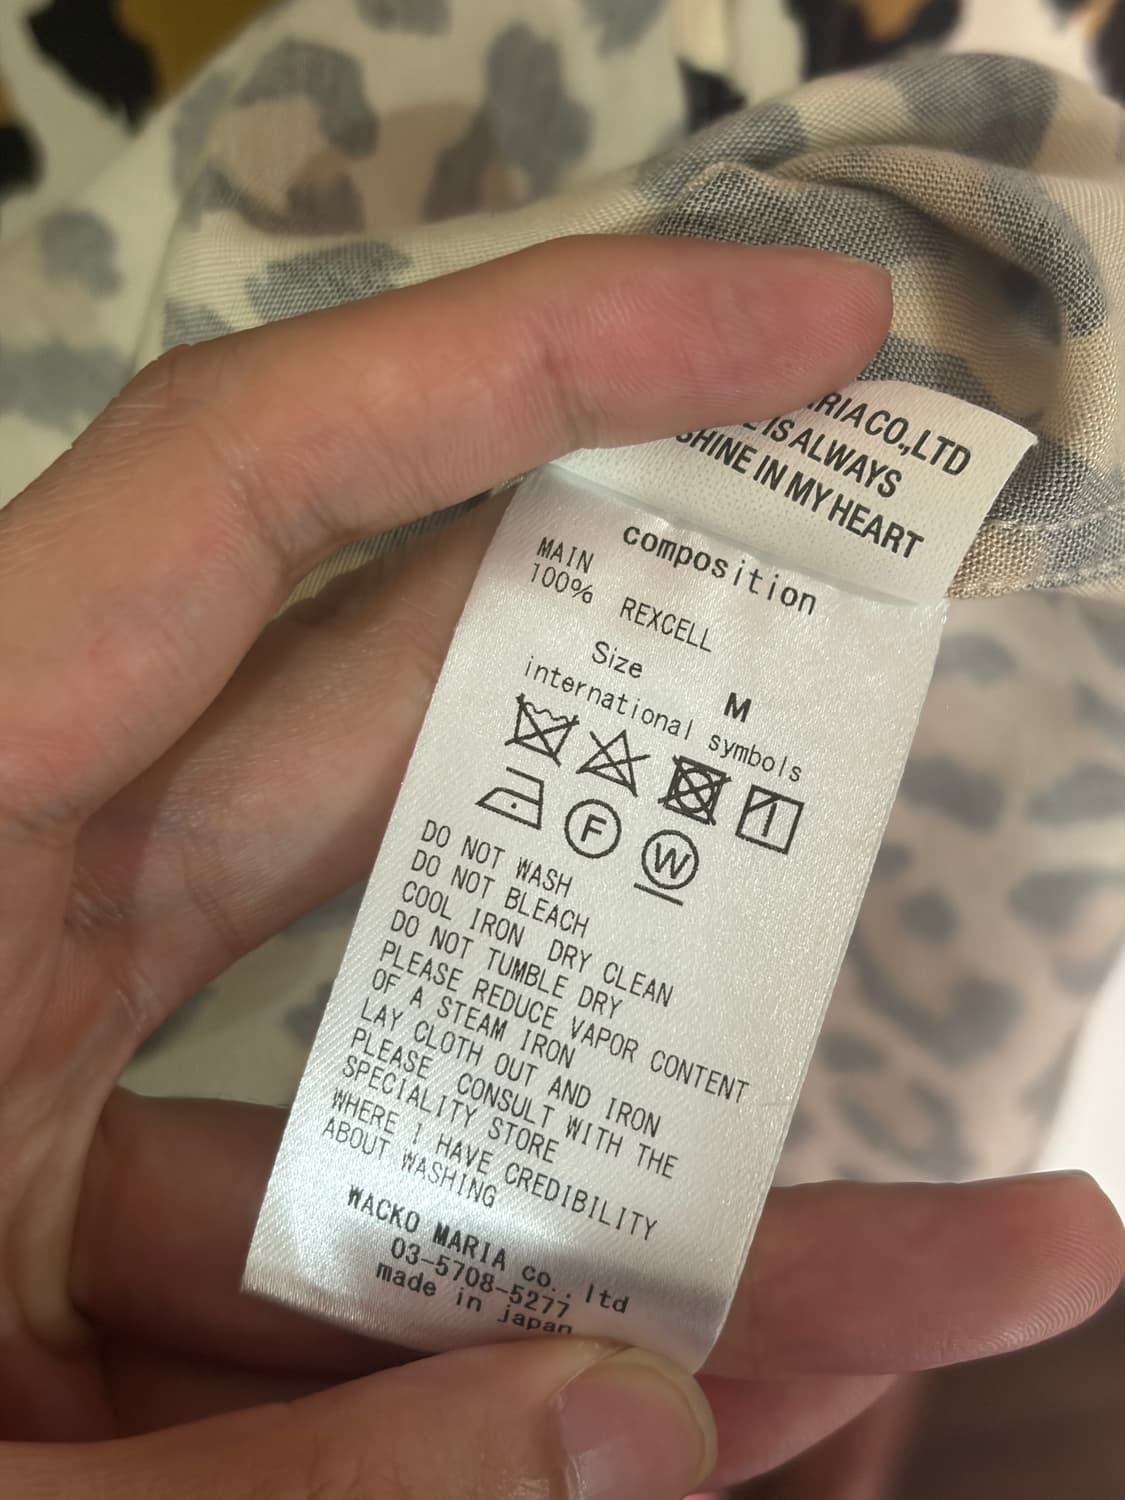 CO.,LTD
IS ALWAYS
SHINE IN MY HEART
composition
MAIN
100% REXCELL
Size M
international symbols
F W
DO NOT WASH
DO NOT BLEACH
COOL IRON DRY CLEAN
DO NOT TUMBLE DRY
PLEASE REDUCE VAPOR CONTENT
OF A STEAM IRON
LAY CLOTH OUT AND IRON
PLEASE CONSULT WITH THE
SPECIALITY STORE
WHERE I HAVE CREDIBILITY
ABOUT WASHING
WACKO MARIA co.,ltd
03-5708-5277
made in japan